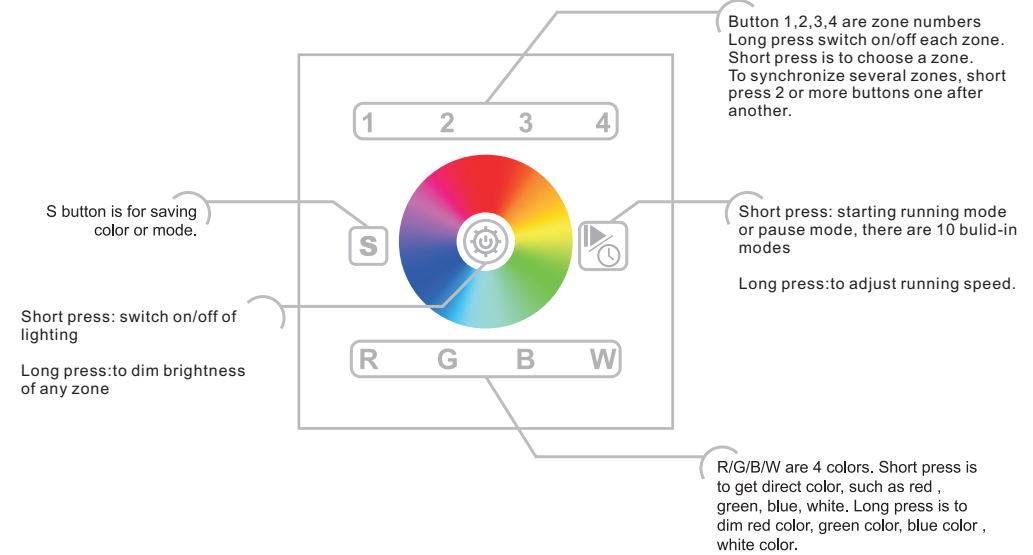 Button 1,2,3,4 are zone numbers
Long press switch on/off each zone.
Short press is to choose a zone.
To synchronize several zones, short
press 2 or more buttons one after
another.
1 2 3 4
S button is for saving
color or mode.
S
Short press: starting running mode
or pause mode, there are 10 bulid-in
modes
Long press:to adjust running speed.
Short press: switch on/off of
lighting
Long press:to dim brightness
of any zone
R G B W
R/G/B/W are 4 colors. Short press is
to get direct color, such as red ,
green, blue, white. Long press is to
dim red color, green color, blue color ,
white color.